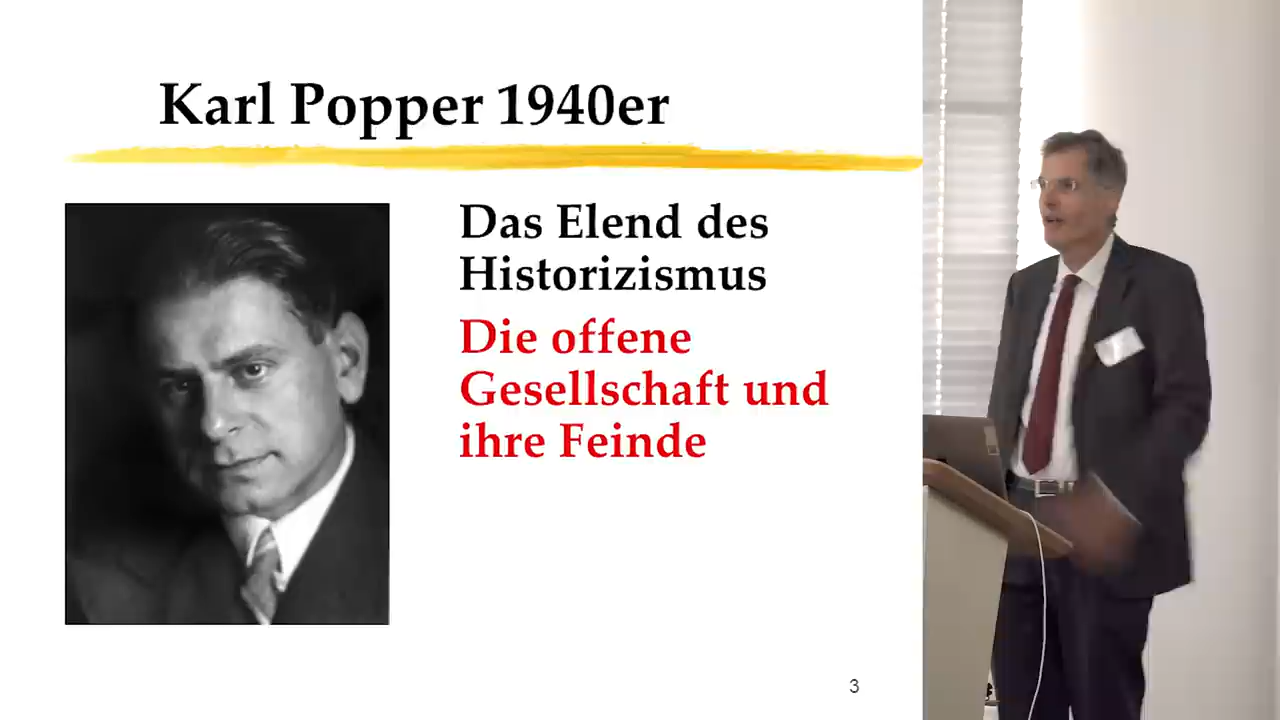 Karl Popper 1940er
Das Elend des
Historizismus
Die offene
Gesellschaft und
ihre Feinde
3